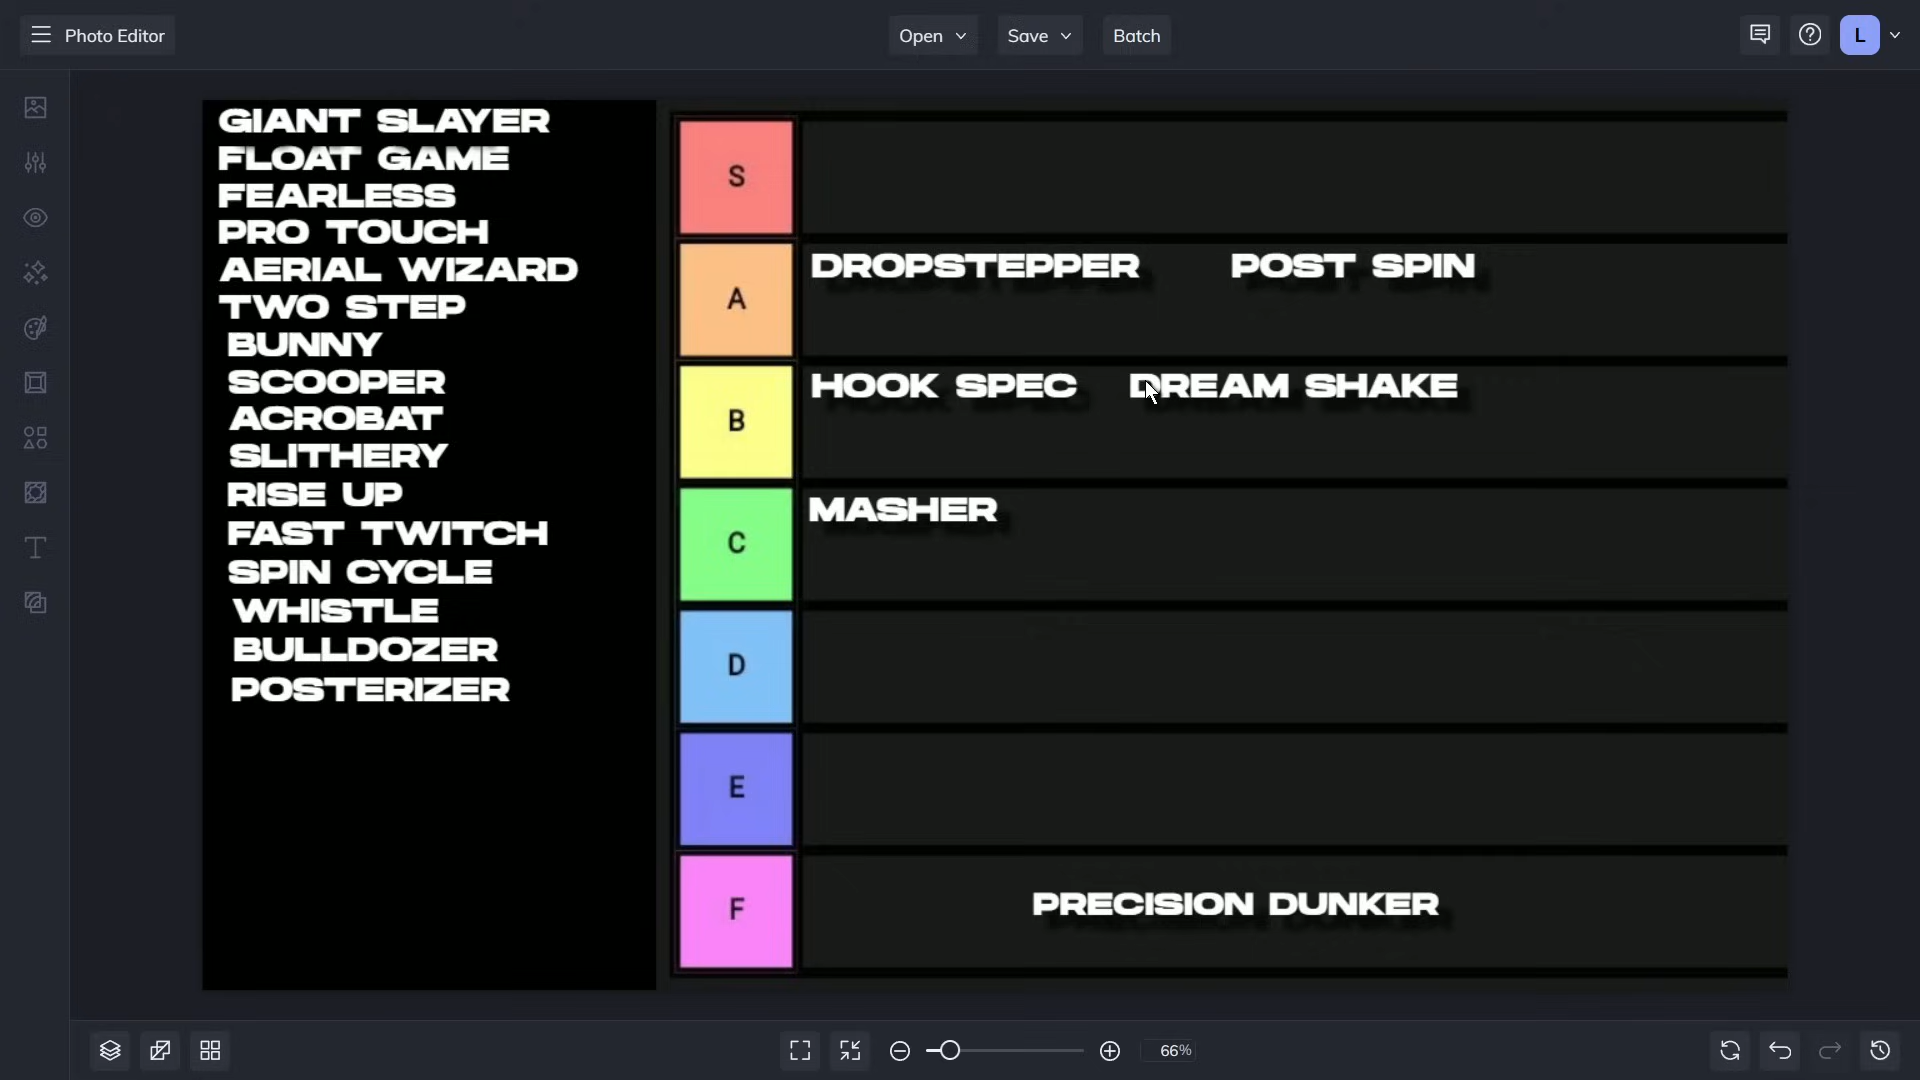 Photo Editor
Open
Save
Batch
L
GIANT SLAYER
FLOAT GAME
FEARLESS
PRO TOUCH
AERIAL WIZARD
TWO STEP
BUNNY
SCOOPER
ACROBAT
SLITHERY
RISE UP
FAST TWITCH
SPIN CYCLE
WHISTLE
BULLDOZER
POSTERIZER
S
A
DROPSTEPPER POST SPIN
B
HOOK SPEC DREAM SHAKE
C
MASHER
D
E
F
PRECISION DUNKER
66%